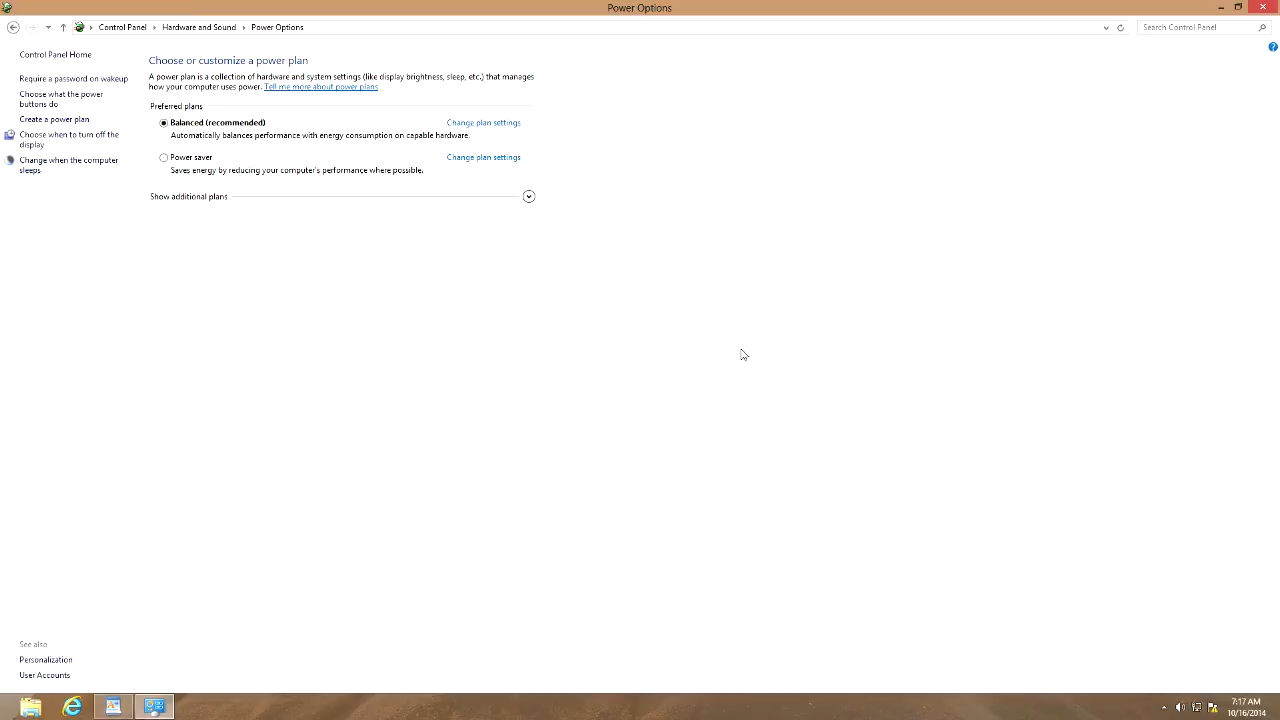 Power Options
Control Panel
Hardware and Sound
Power Options
Search Control Panel
Control Panel Home
Require a password on wakeup
Choose what the power
buttons do
Create a power plan
Choose when to turn off the
display
Change when the computer
sleeps
Choose or customize a power plan
A power plan is a collection of hardware and system settings (like display brightness, sleep, etc.) that manages
how your computer uses power. Tell me more about power plans
Preferred plans
Balanced (recommended) Change plan settings
Automatically balances performance with energy consumption on capable hardware.
Power saver Change plan settings
Saves energy by reducing your computer's performance where possible.
Show additional plans
See also
Personalization
User Accounts
7:17 AM
10/16/2014